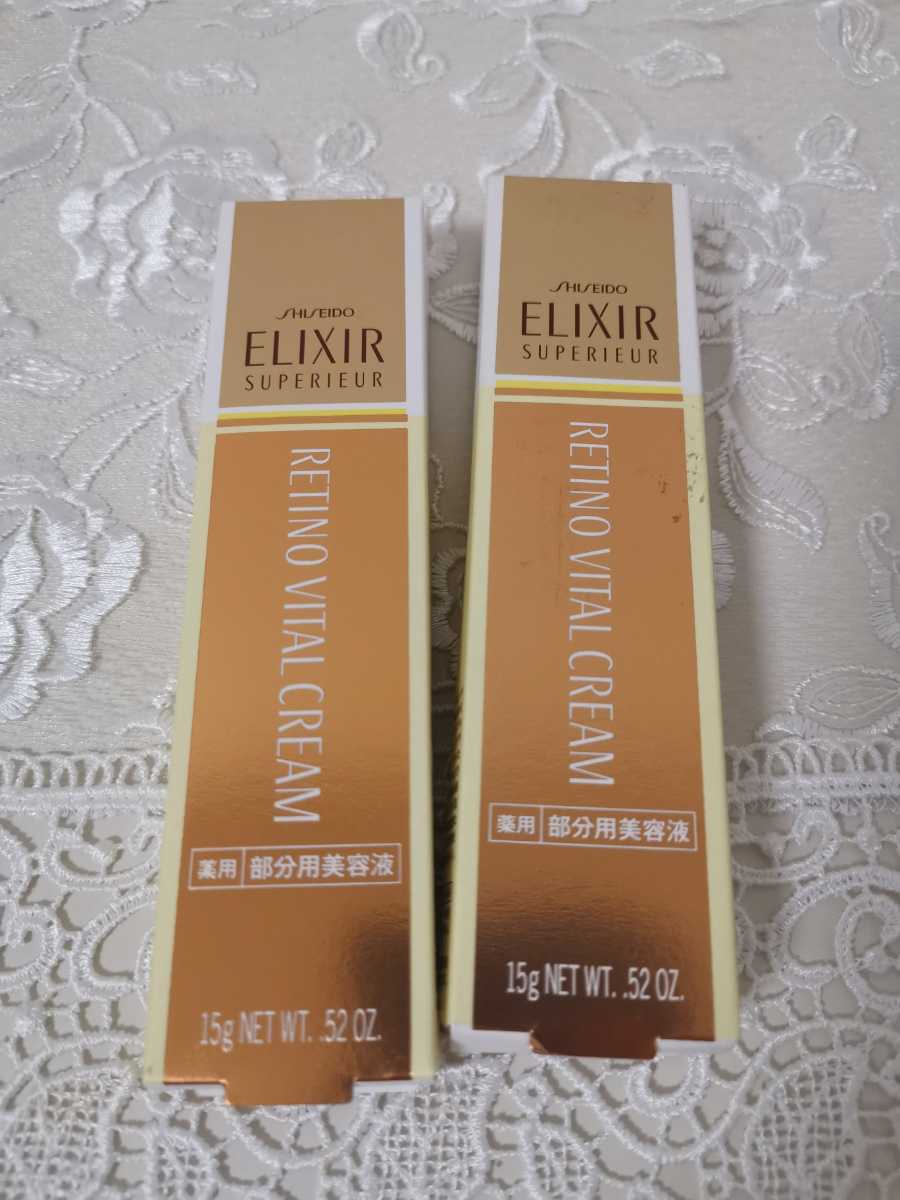 SHISEIDO
ELIXIR
SUPERIEUR
RETINO VITAL CREAM
薬用 部分用美容液
15g NET WT. .52 OZ.
SHISEIDO
ELIXIR
SUPERIEUR
RETINO VITAL CREAM
薬用 部分用美容液
15g NET WT. .52 OZ.